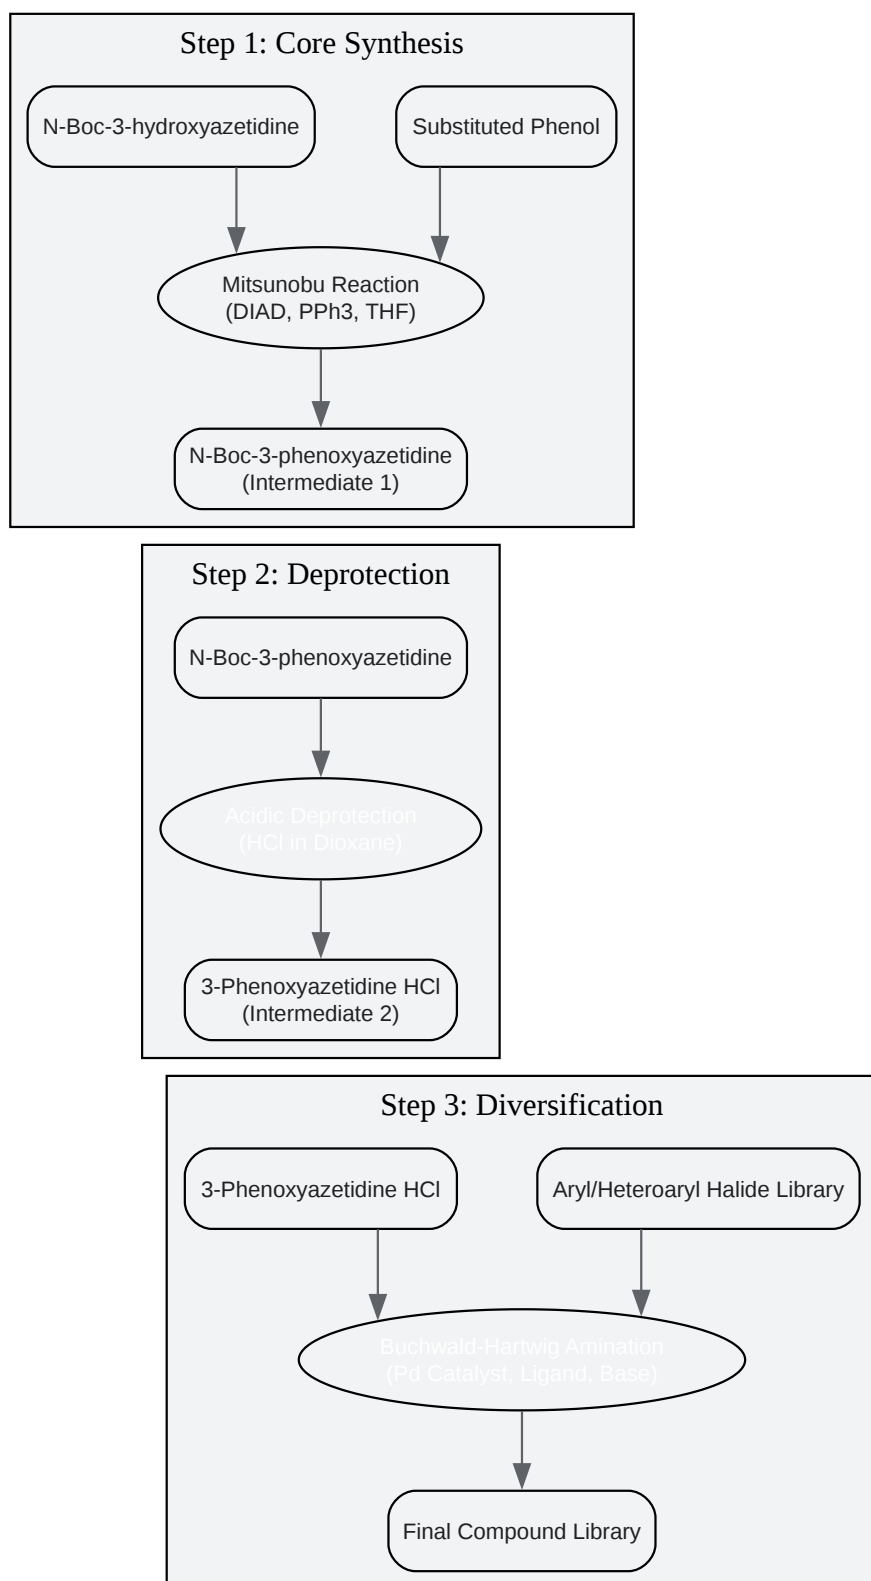 Step 1: Core Synthesis
N-Boc-3-hydroxyazetidine
Substituted Phenol
Mitsunobu Reaction
(DIAD, PPh3, THF)
N-Boc-3-phenoxyazetidine
(Intermediate 1)
Step 2: Deprotection
N-Boc-3-phenoxyazetidine
Acidic Deprotection
(HCl in Dioxane)
3-Phenoxyazetidine HCl
(Intermediate 2)
Step 3: Diversification
3-Phenoxyazetidine HCl
Aryl/Heteroaryl Halide Library
Buchwald-Hartwig Amination
(Pd Catalyst, Ligand, Base)
Final Compound Library